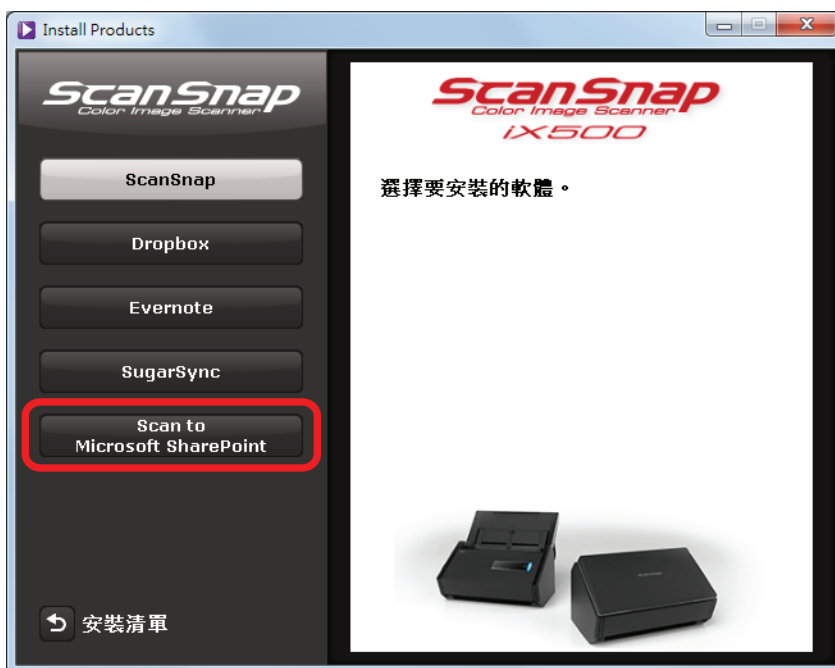 Install Products
ScanSnap
Color Image Scanner
ScanSnap
Dropbox
Evernote
SugarSync
Scan to
Microsoft SharePoint
安裝清單
ScanSnap
Color Image Scanner
iX500
選擇要安裝的軟體。